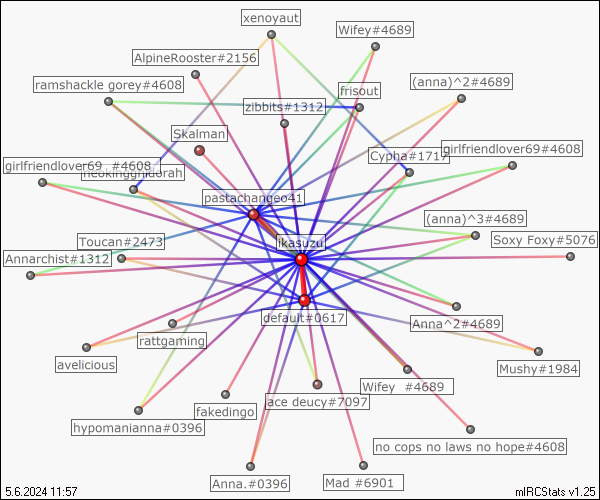 xenoyaut
Wifey#4689
AlpineRooster#2156
ramshackle gorey#4608
(anna)^2#4689
frisout
zibbits#1312
Skalman
girlfriendlover69#4608
Cypha#1717
girlfriendlover69_#4608
neokingghidorah
pastachangeo41
(anna)^3#4689
Soxy Foxy#5076
Toucan#2473
ikasuzu
Annarchist#1312
default#0617
Anna^2#4689
rattgaming
avelicious
Mushy#1984
Wifey
#4689
ace deucy#7097
fakedingo
hypomanianna#0396
no cops no laws no hope#4608
Anna.#0396
Mad
#6901
5.6.2024 11:57
mIRCStats v1.25